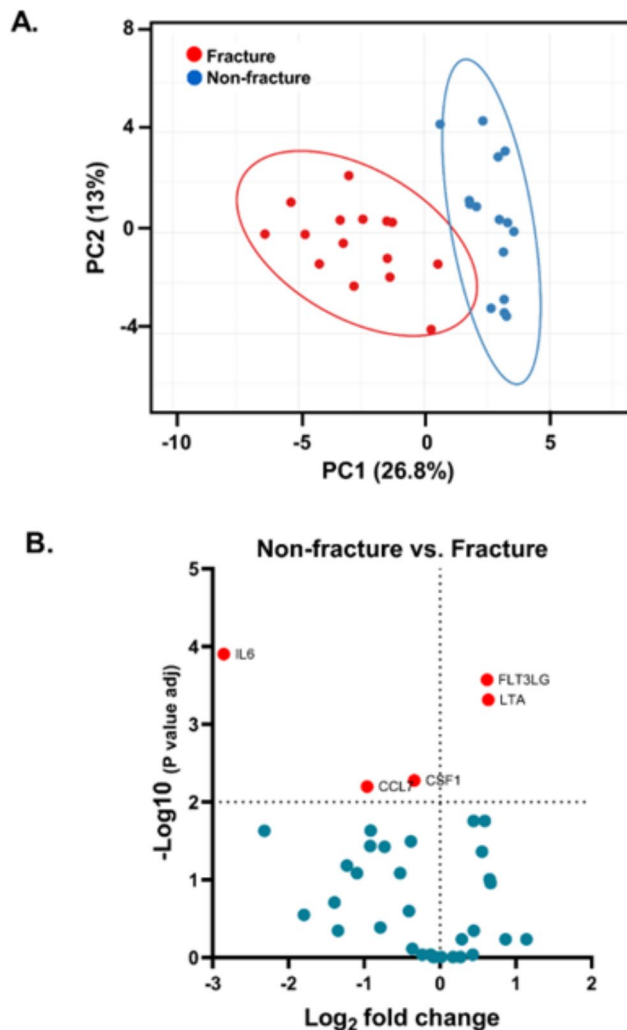 A.
8
4
0
-4
PC2 (13%)
Fracture
Non-fracture
-10
-5
0
5
PC1 (26.8%)
B.
Non-fracture vs. Fracture
5
4
3
2
1
0
-Log10 (P value adj)
IL6
FLT3LG
LTA
CSF1
CCL7
-3
-2
-1
0
1
2
Log2 fold change